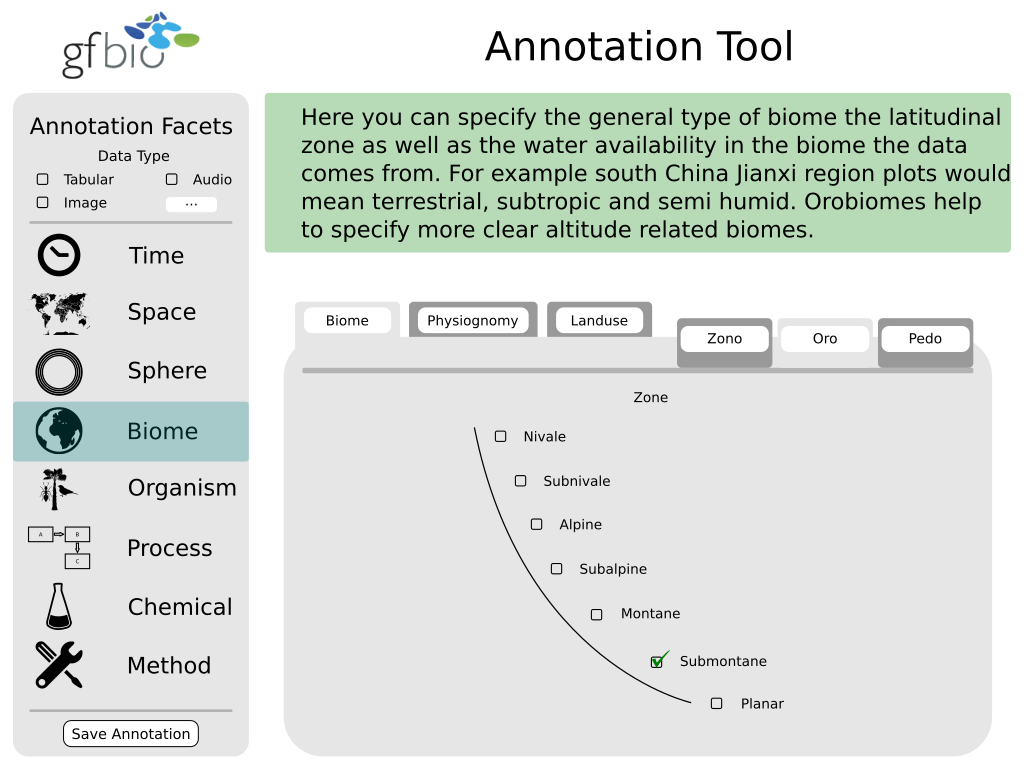 gfbio
Annotation Tool
Annotation Facets
Data Type
Tabular
Audio
Image
...
Time
Space
Sphere
Biome
Organism
A
B
C
Process
Chemical
Method
Save Annotation
Here you can specify the general type of biome the latitudinal
zone as well as the water availability in the biome the data
comes from. For example south China Jianxi region plots would
mean terrestrial, subtropic and semi humid. Orobiomes help
to specify more clear altitude related biomes.
Biome
Physiognomy
Landuse
Zono
Oro
Pedo
Zone
Nivale
Subnivale
Alpine
Subalpine
Montane
Submontane
Planar